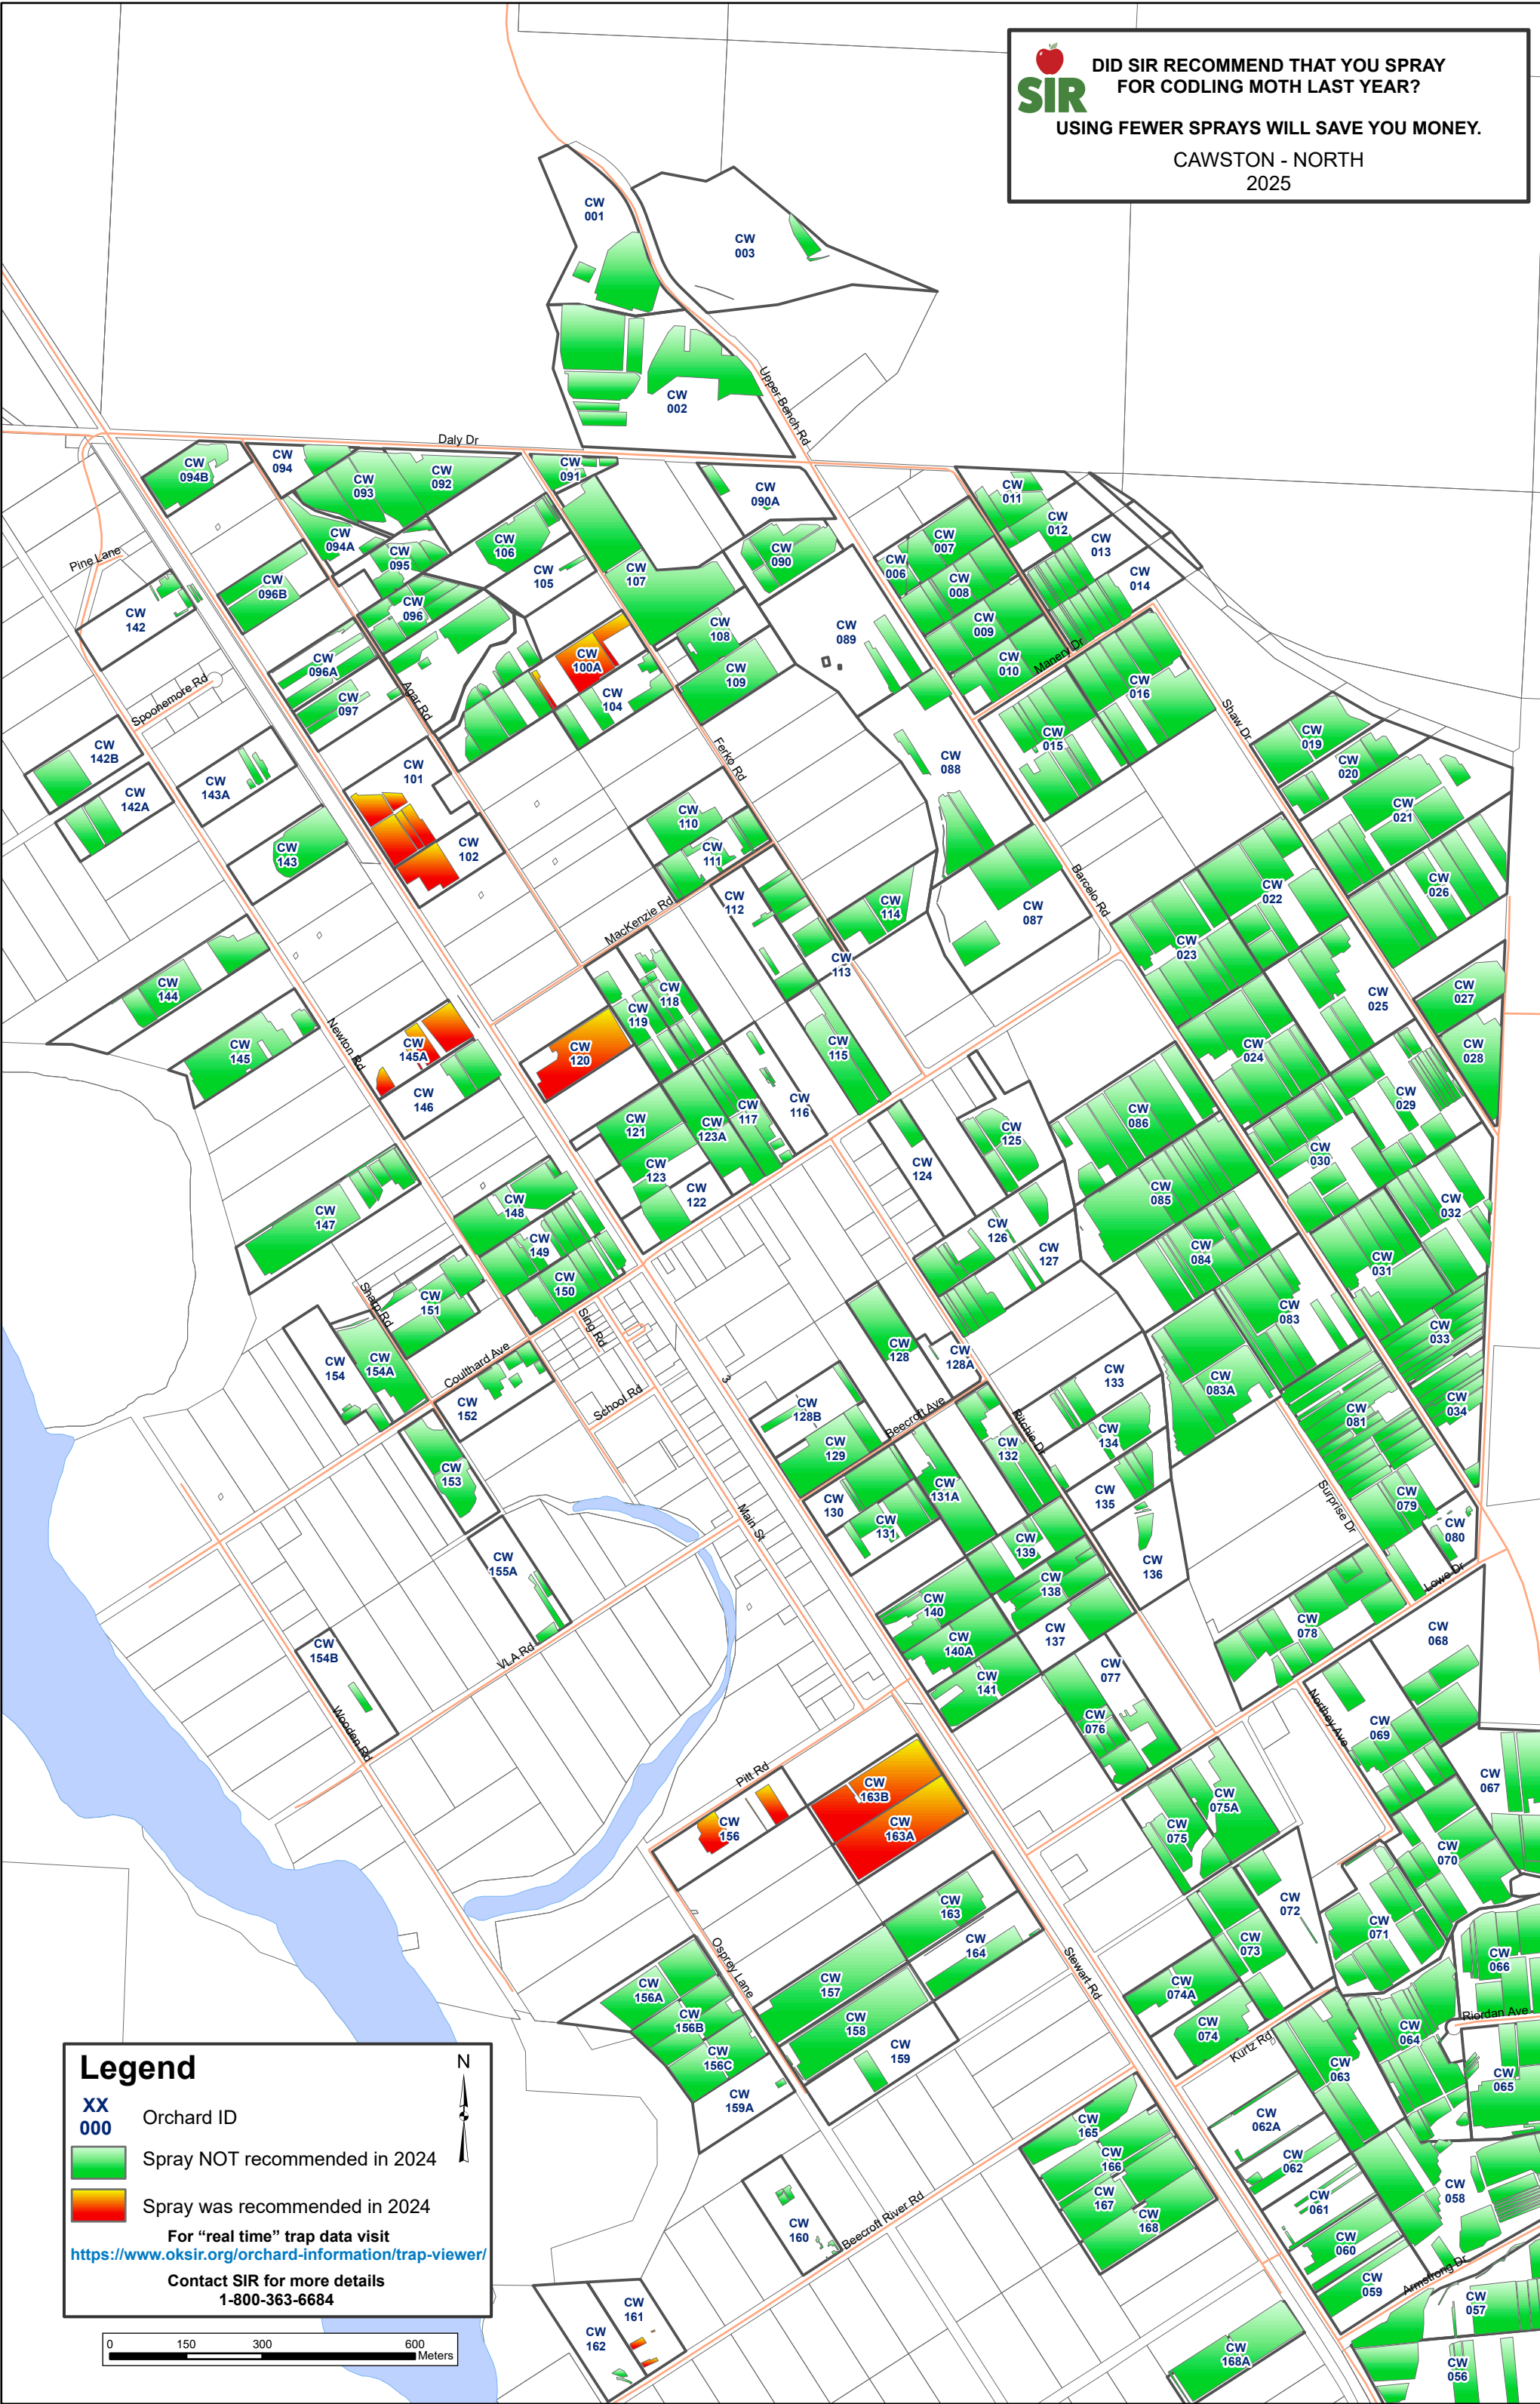 SIR
DID SIR RECOMMEND THAT YOU SPRAY
FOR CODLING MOTH LAST YEAR?
USING FEWER SPRAYS WILL SAVE YOU MONEY.
CAWSTON - NORTH
2025
CW
001
CW
003
CW
002
Upper Bench Rd
Daly Dr
CW
094B
CW
094
CW
093
CW
092
CW
091
CW
090A
CW
011
CW
012
CW
013
CW
014
CW
094A
CW
095
CW
106
CW
105
CW
107
CW
090
CW
006
CW
007
CW
008
CW
009
CW
010
Manery Dr
Pine Lane
CW
142
CW
096B
CW
096
CW
096A
CW
097
Agar Rd
CW
100A
CW
104
CW
108
CW
109
CW
089
CW
016
CW
015
Shaw Dr
CW
019
CW
020
CW
021
Spoonemore Rd
CW
142B
CW
142A
CW
143A
CW
143
CW
101
CW
102
Ferko Rd
CW
110
CW
111
CW
088
CW
087
Barcelo Rd
CW
022
CW
023
CW
026
MacKenzie Rd
CW
112
CW
113
CW
114
CW
025
CW
027
CW
028
CW
144
CW
145
Newton Rd
CW
145A
CW
146
CW
120
CW
119
CW
118
CW
115
CW
116
CW
117
CW
123A
CW
121
CW
123
CW
122
CW
024
CW
029
CW
030
CW
086
CW
125
CW
124
CW
085
CW
032
CW
147
CW
148
CW
149
CW
150
CW
126
CW
127
CW
084
CW
031
CW
083
CW
033
Sharp Rd
CW
151
CW
154
CW
154A
Coulthard Ave
Sing Rd
School Rd
3
CW
152
CW
153
CW
128
CW
128A
CW
128B
CW
129
Beecroft Ave
Ritchie Dr
CW
133
CW
134
CW
083A
CW
081
CW
034
CW
132
CW
131A
CW
130
CW
131
CW
135
CW
136
CW
079
CW
080
Surprise Dr
Lowe Dr
Main St
CW
155A
VLA Rd
CW
154B
Wooden Rd
CW
139
CW
138
CW
137
CW
140
CW
140A
CW
141
CW
077
CW
076
CW
078
CW
068
Northey Ave
CW
069
CW
067
Pitt Rd
CW
156
CW
163B
CW
163A
CW
075A
CW
075
CW
070
CW
072
CW
071
CW
073
CW
066
CW
163
CW
164
Osprey Lane
Stewart Rd
CW
156A
CW
156B
CW
156C
CW
157
CW
158
CW
159
CW
159A
CW
074A
CW
074
Kurtz Rd
Riordan Ave
CW
064
CW
063
CW
065
CW
062A
CW
062
CW
061
CW
058
CW
060
CW
059
Armstrong Dr
CW
057
CW
056
CW
165
CW
166
CW
167
CW
168
CW
168A
CW
160
Beecroft River Rd
CW
161
CW
162
Legend
N
XX
000
Orchard ID
Spray NOT recommended in 2024
Spray was recommended in 2024
For “real time” trap data visit
https://www.oksir.org/orchard-information/trap-viewer/
Contact SIR for more details
1-800-363-6684
0 150 300 600
Meters